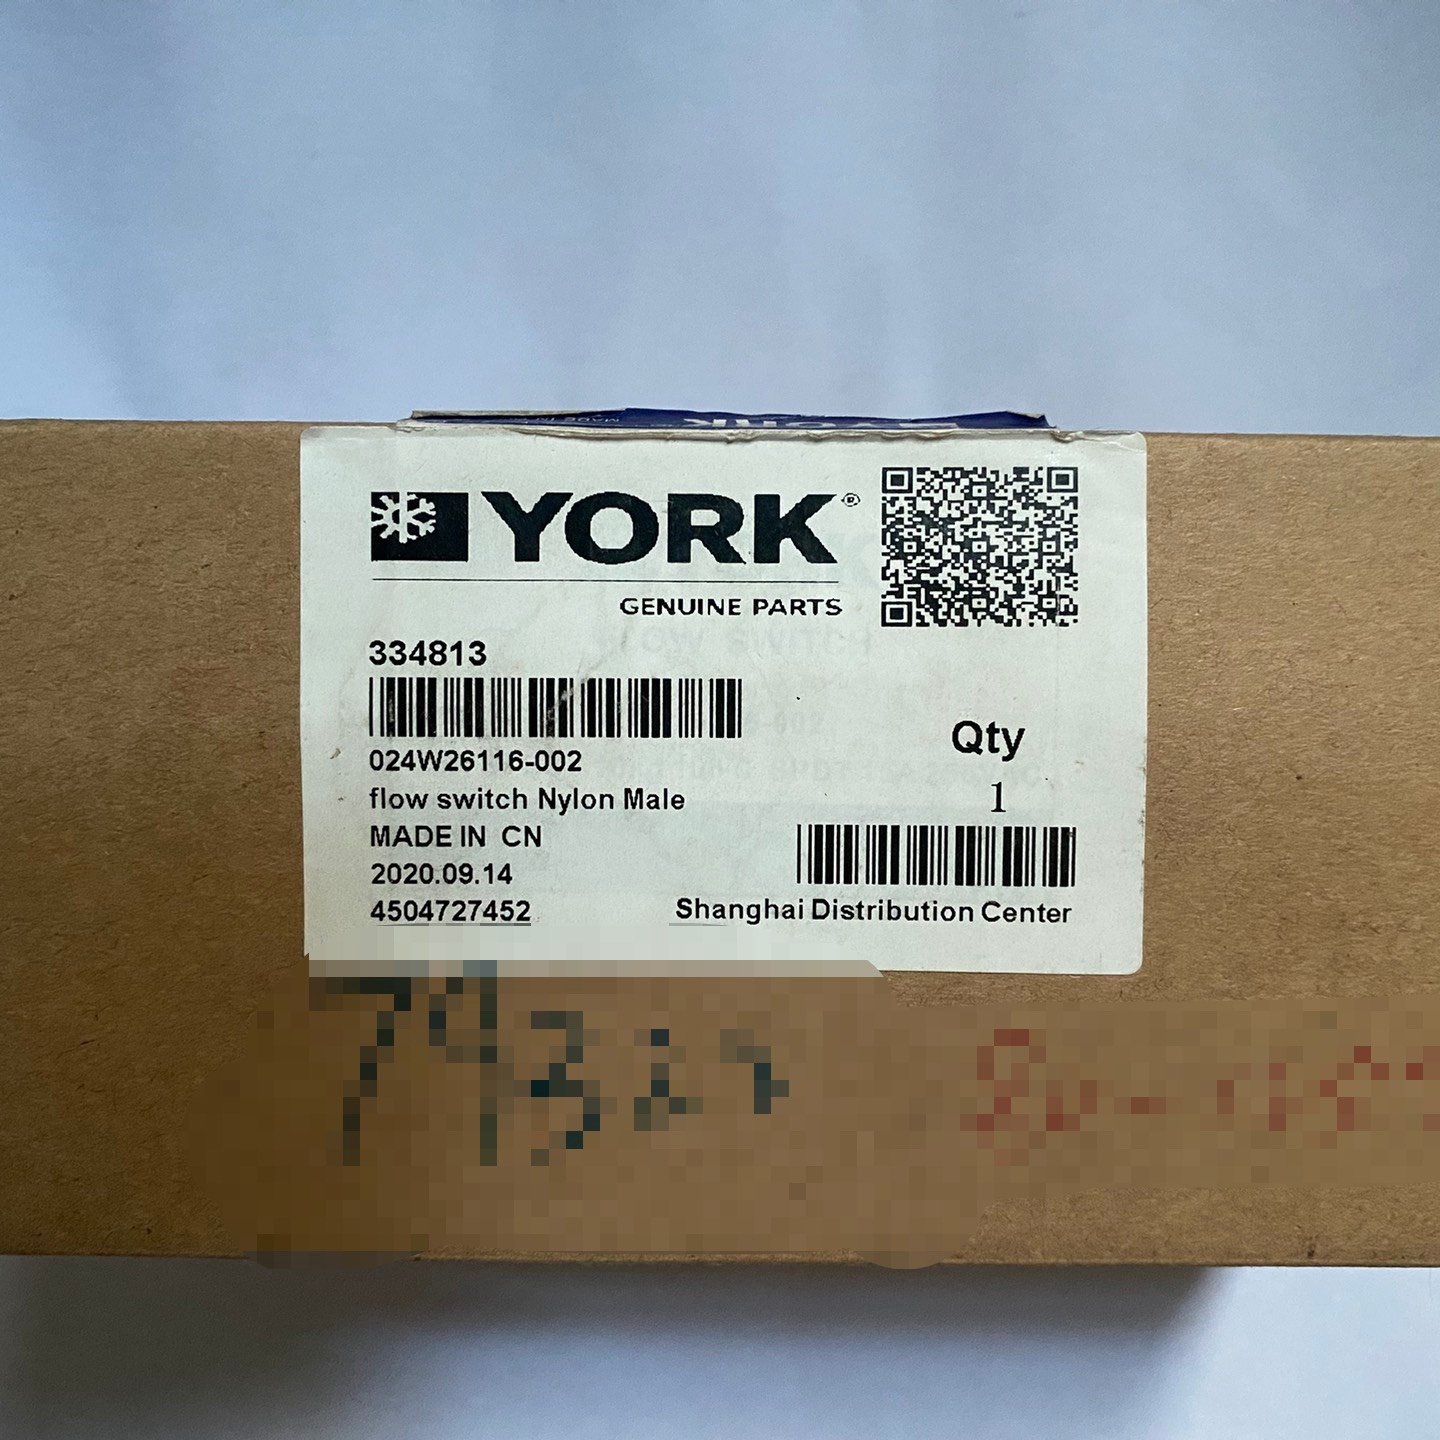 YORK®
GENUINE PARTS
334813
024W26116-002
flow switch Nylon Male
MADE IN CN
2020.09.14
4504727452
Qty
1
Shanghai Distribution Center